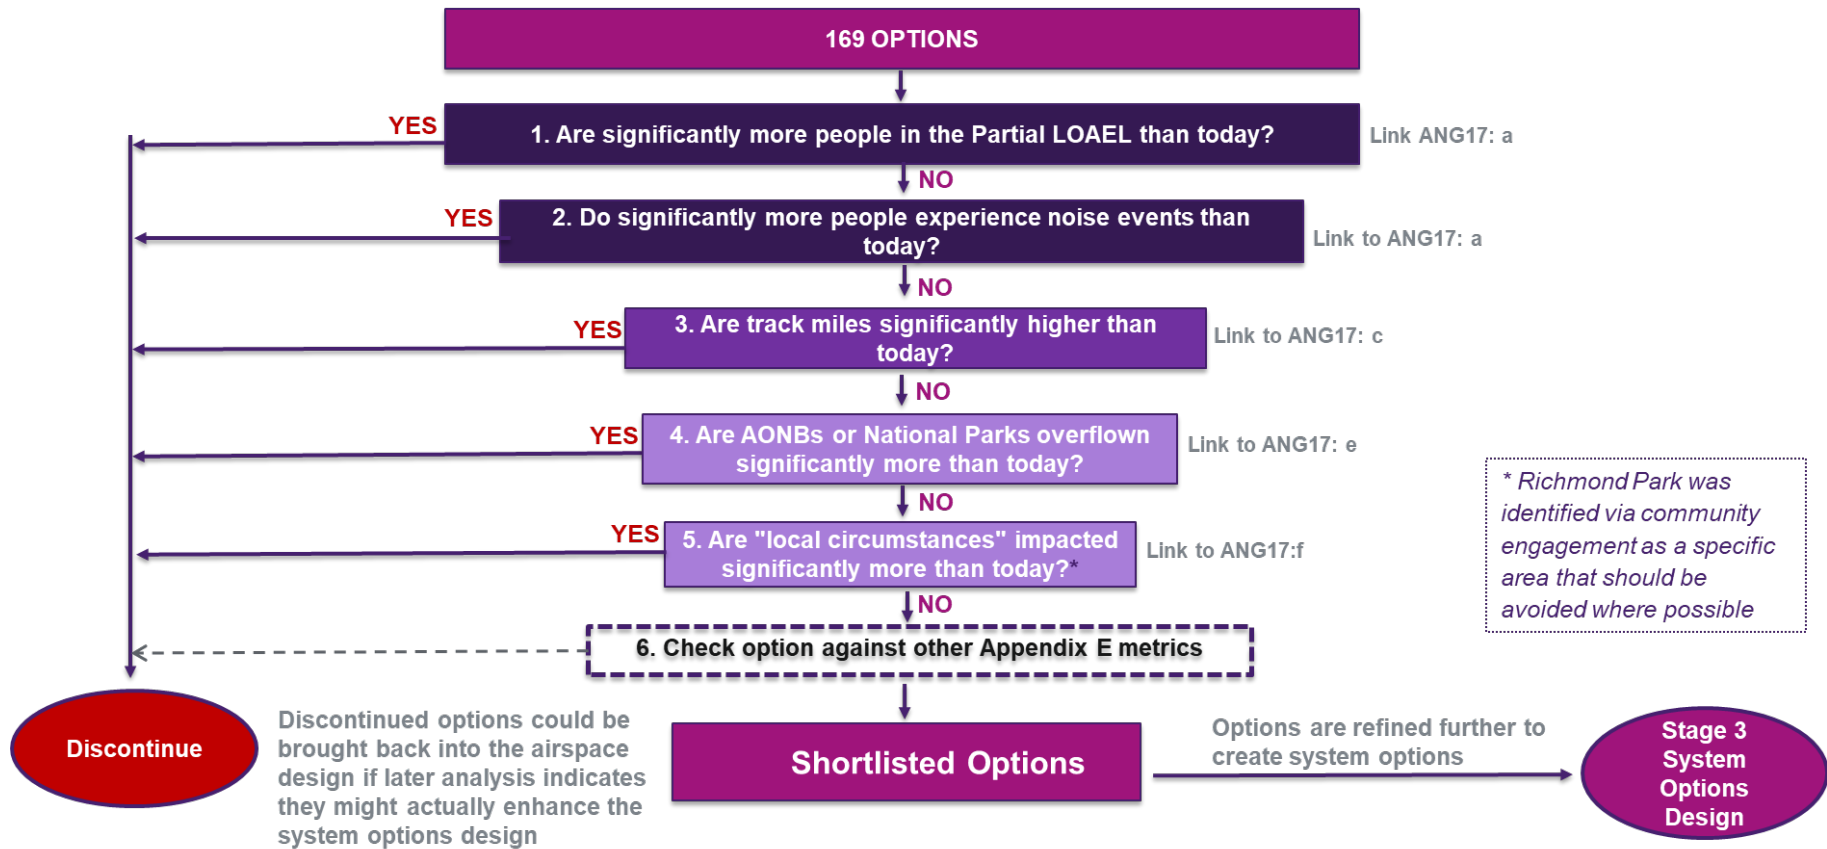 169 OPTIONS
YES
1. Are significantly more people in the Partial LOAEL than today?
Link ANG17: a
NO
YES
2. Do significantly more people experience noise events than
today?
Link to ANG17: a
NO
YES
3. Are track miles significantly higher than
today?
Link to ANG17: c
NO
YES
4. Are AONBs or National Parks overflown
significantly more than today?
Link to ANG17: e
NO
YES
5. Are "local circumstances" impacted
significantly more than today?*
Link to ANG17:f
NO
* Richmond Park was
identified via community
engagement as a specific
area that should be
avoided where possible
6. Check option against other Appendix E metrics
Discontinue
Discontinued options could be
brought back into the airspace
design if later analysis indicates
they might actually enhance the
system options design
Shortlisted Options
Options are refined further to
create system options
Stage 3
System
Options
Design